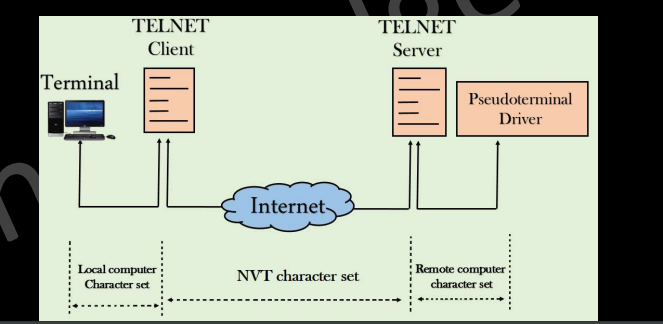 TELNET
Client
TELNET
Server
Terminal
Pseudoterminal
Driver
Internet
Local computer
Character set
NVT character set
Remote computer
character set